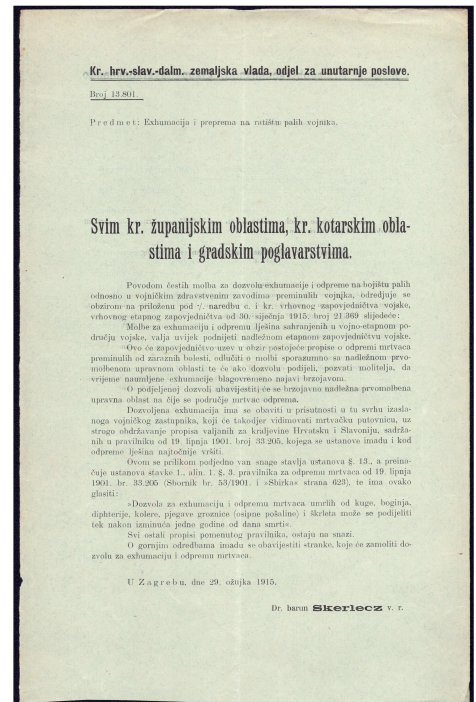 Kr. hrv.-slav.-dalm. zemaljska vlada, odjel za unutarnje poslove.
Broj 13.801.
Predmet: Exhumacija i preprema na ratištu palih vojnika.
Svim kr. županijskim oblastima, kr. kotarskim obla-
stima i gradskim poglavarstvima.
Povodom čestih molba za dozvolu exhumacije i odpreme na bojištu palih
odnosno u vojničkim zdravstvenim zavodima preminulih vojnika, odredjuje se
obzirom na priloženu pod ·/. naredbu c. i kr. vrhovnog zapovjedničtva vojske,
vrhovnog etapnog zapovjedničtva od 30. siječnja 1915. broj 21.369 slijedeće:
Molbe za exhumaciju i odpremu lješina sahranjenih u vojno-etapnom po-
dručju vojske, valja uvijek podnijeti nadležnom etapnom zapovjedničtvu vojske.
Ovo će zapovjedničtvo uzev u obzir postojeće propise o odpremi mrtvaca
preminulih od zaraznih bolesti, odlučiti o molbi sporazumno sa nadležnom prvo-
molbenom upravnom oblasti te će ako dozvolu podijeli, pozvati molitelja, da
vrijeme naumljene exhumacije blagovremeno najavi brzojavom.
O podjeljenoj dozvoli obavijestiti će se brzojavno nadležna prvomolbena
upravna oblast na čije se područje mrtvac odprema.
Dozvoljena exhumacija ima se obaviti u prisutnosti u tu svrhu izasla-
noga vojničkog zastupnika, koji će takodjer vidimovati mrtvačku putovnicu, uz
strogo obdržavanje propisa valjanih za kraljevine Hrvatsku i Slavoniju, sadrža-
nih u pravilniku od 19. lipnja 1901. broj 33.205, kojega se ustanove imadu i kod
odpreme lješina najtočnije vršiti.
Ovom se prilikom podjedno van snage stavlja ustanova §. 13., a preina-
čuje ustanova stavke 1., alin. 1. §. 3. pravilnika za odpremu mrtvaca od 19. lipnja
1901. br. 33.205 (Sbornik br. 53/1901. i »Sbirka« strana 623), te ima ovako
glasiti:
»Dozvola za exhumaciju i odpremu mrtvaca umrlih od kuge, boginja,
diphterije, kolere, pjegave groznice (osipne pošaline) i škrleta može se podijeliti
tek nakon izminuća jedne godine od dana smrti«.
Svi ostali propisi pomenutog pravilnika, ostaju na snazi.
O gornjim odredbama imadu se obavijestiti stranke, koje će zamoliti do-
zvolu za exhumaciju i odpremu mrtvaca.
U Zagrebu, dne 29. ožujka 1915.
Dr. barun Skerlecz v. r.